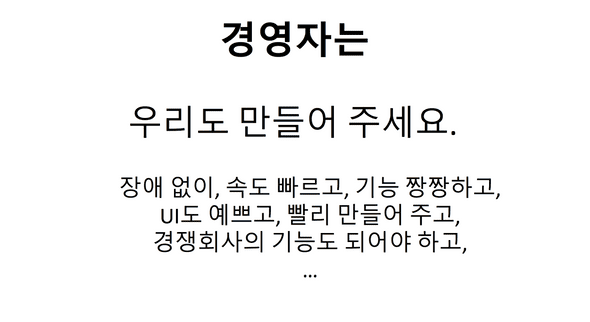 경영자는
우리도 만들어 주세요.
장애 없이, 속도 빠르고, 기능 짱짱하고,
UI도 예쁘고, 빨리 만들어 주고,
경쟁회사의 기능도 되어야 하고,
...